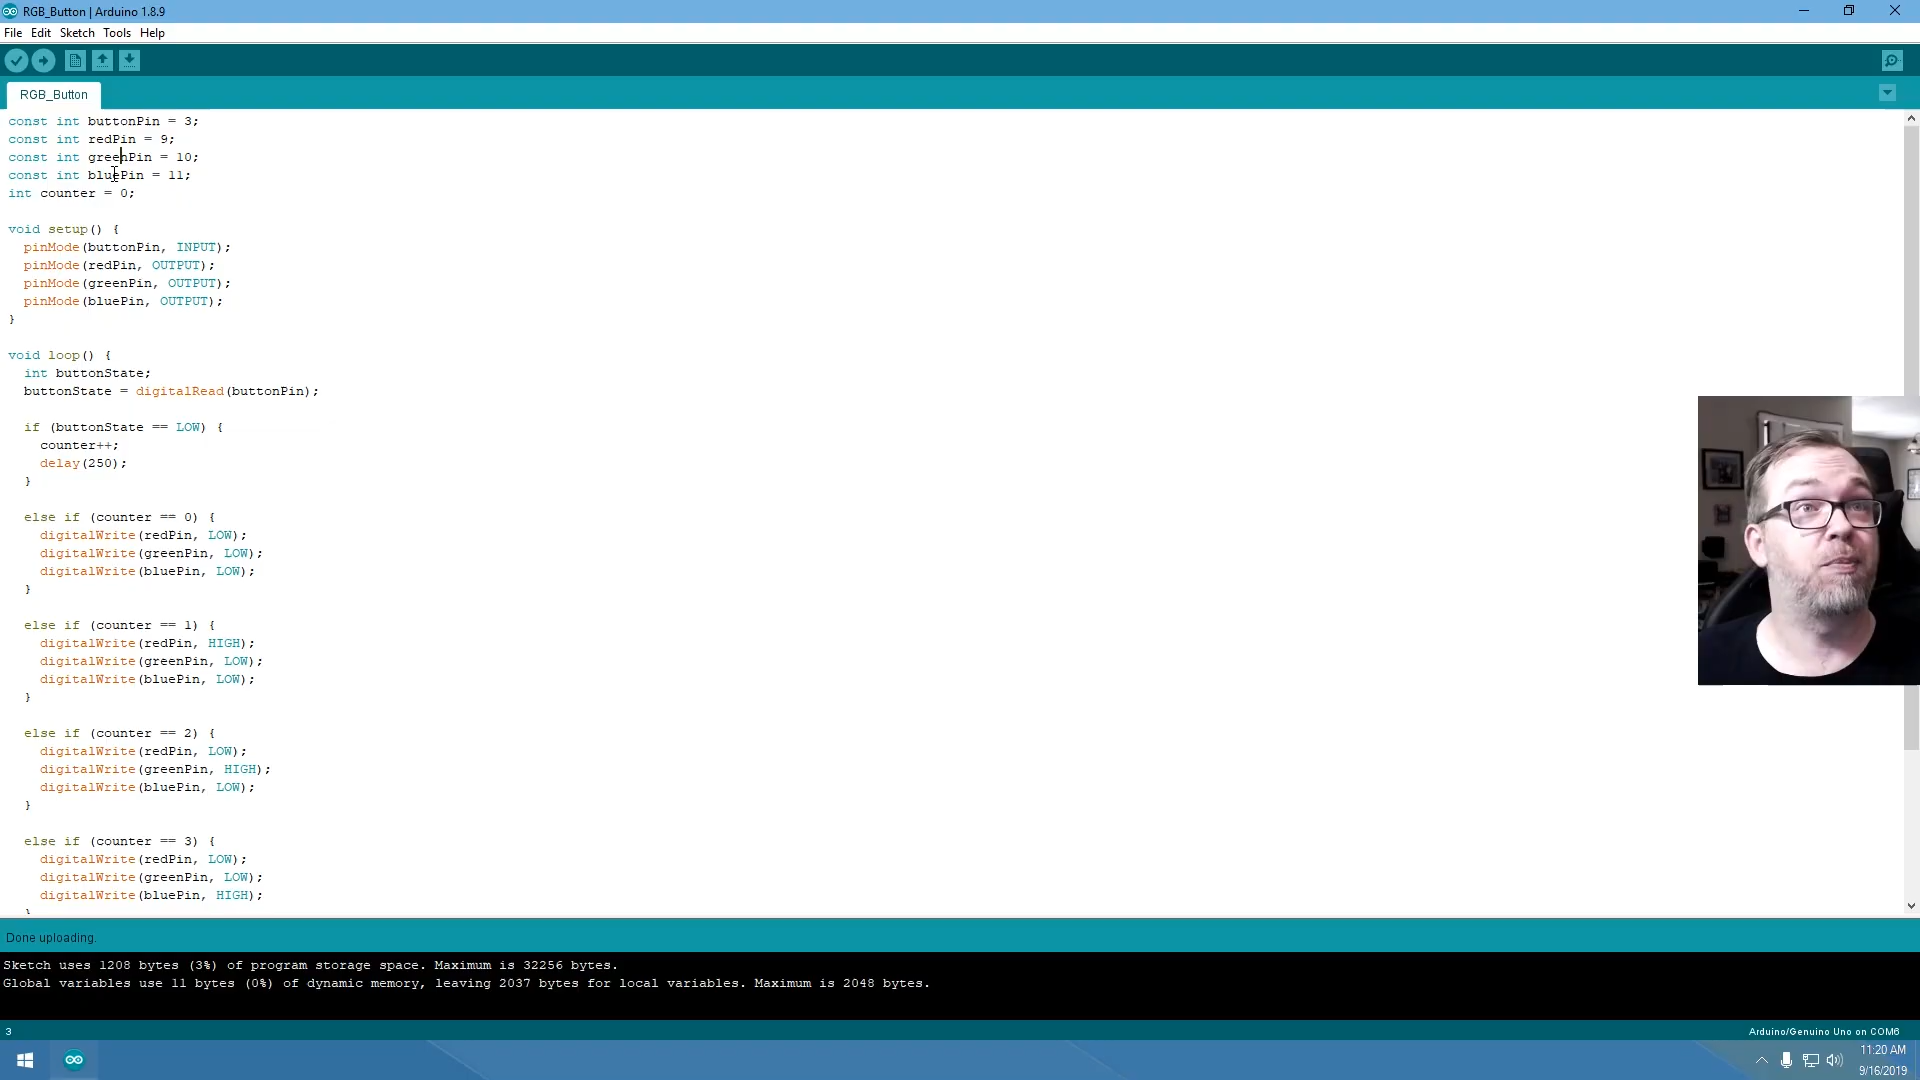 RGB_Button | Arduino 1.8.9
File Edit Sketch Tools Help
RGB_Button
const int buttonPin = 3;
const int redPin = 9;
const int greenPin = 10;
const int bluePin = 11;
int counter = 0;
void setup() {
pinMode(buttonPin, INPUT);
pinMode(redPin, OUTPUT);
pinMode(greenPin, OUTPUT);
pinMode(bluePin, OUTPUT);
}
void loop() {
int buttonState;
buttonState = digitalRead(buttonPin);
if (buttonState == LOW) {
counter++;
delay(250);
}
else if (counter == 0) {
digitalWrite(redPin, LOW);
digitalWrite(greenPin, LOW);
digitalWrite(bluePin, LOW);
}
else if (counter == 1) {
digitalWrite(redPin, HIGH);
digitalWrite(greenPin, LOW);
digitalWrite(bluePin, LOW);
}
else if (counter == 2) {
digitalWrite(redPin, LOW);
digitalWrite(greenPin, HIGH);
digitalWrite(bluePin, LOW);
}
else if (counter == 3) {
digitalWrite(redPin, LOW);
digitalWrite(greenPin, LOW);
digitalWrite(bluePin, HIGH);
}
Done uploading.
Sketch uses 1208 bytes (3%) of program storage space. Maximum is 32256 bytes.
Global variables use 11 bytes (0%) of dynamic memory, leaving 2037 bytes for local variables. Maximum is 2048 bytes.
3
Arduino/Genuino Uno on COM6
11:20 AM
9/16/2019